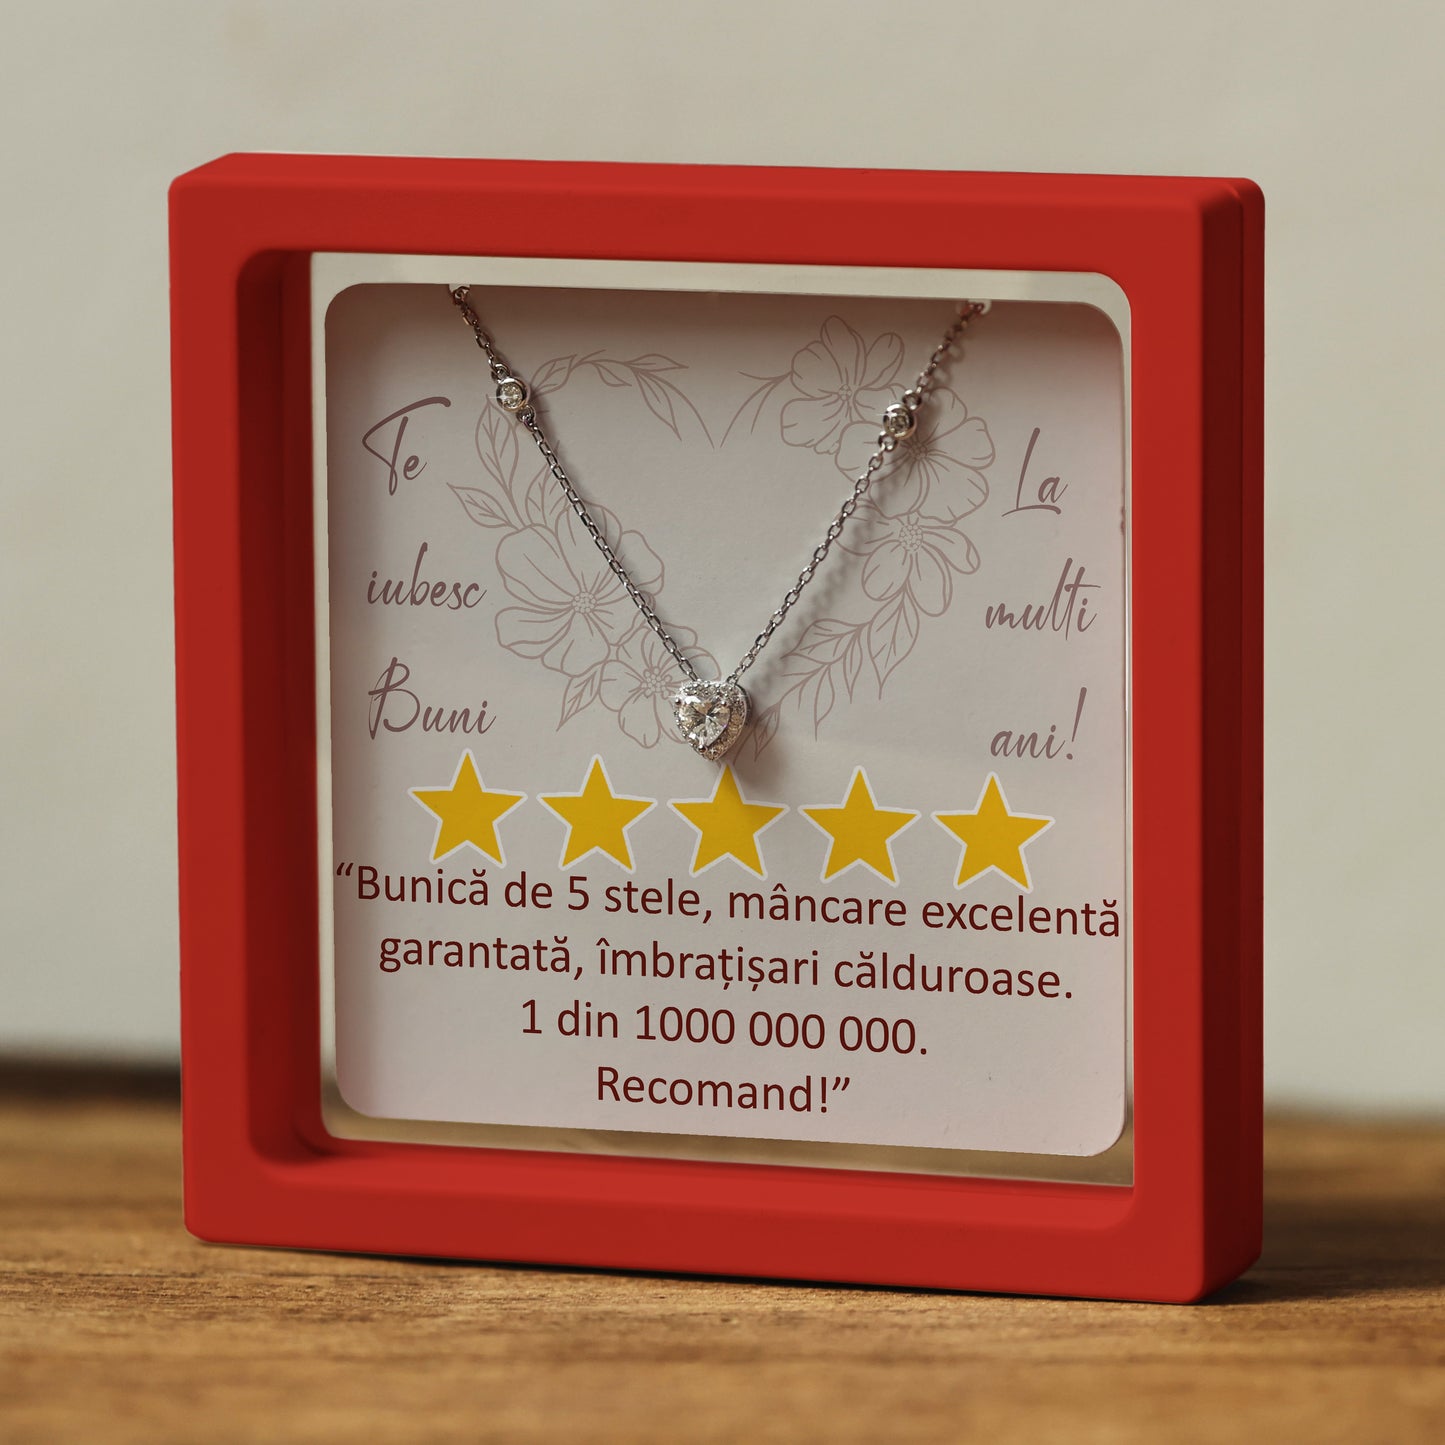 Te
iubesc
Buni
La
multi
ani!
“Bunică de 5 stele, mâncare excelentă
garantată, îmbrațișari călduroase.
1 din 1000 000 000.
Recomand!”